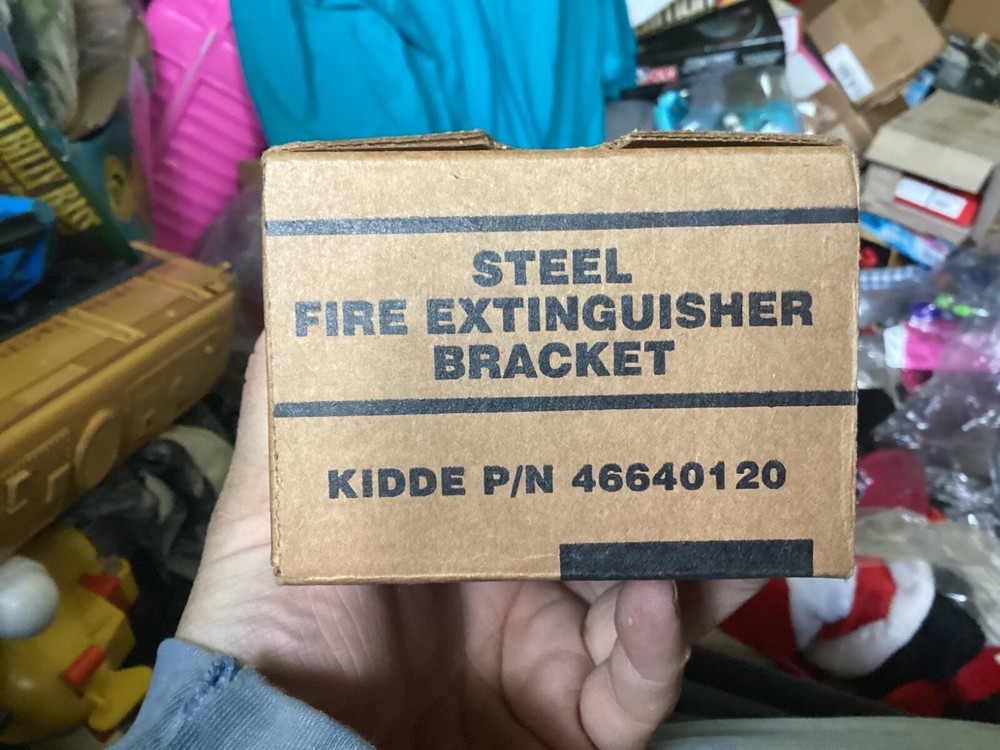 STEEL
FIRE EXTINGUISHER
BRACKET
KIDDE P/N 46640120